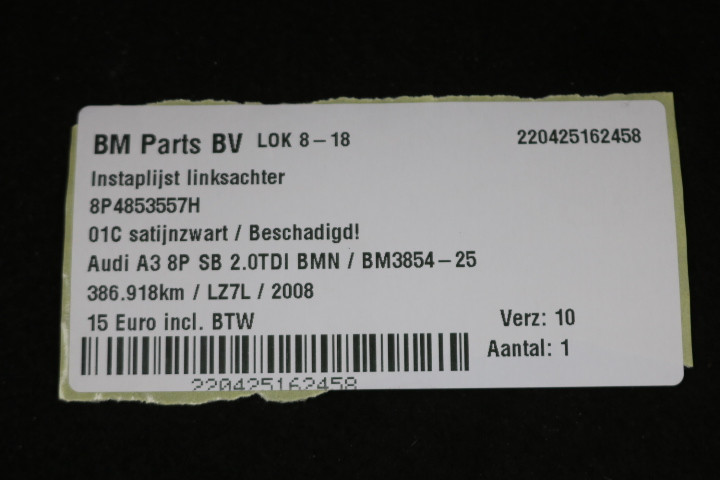 BM Parts BV LOK 8-18 220425162458
Instaplijst linksachter
8P4853557H
01C satijnzwart / Beschadigd!
Audi A3 8P SB 2.0TDI BMN / BM3854-25
386.918km / LZ7L / 2008
15 Euro incl. BTW Verz: 10
Aantal: 1
220425162458